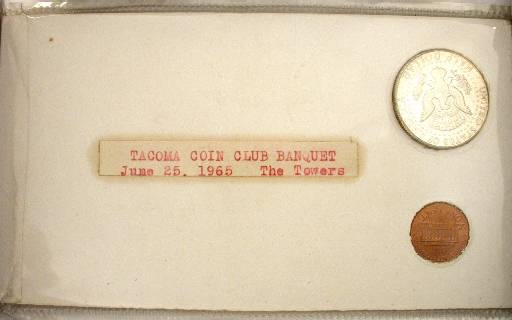 TACOMA COIN CLUB BANQUET
June 25, 1965 The Towers